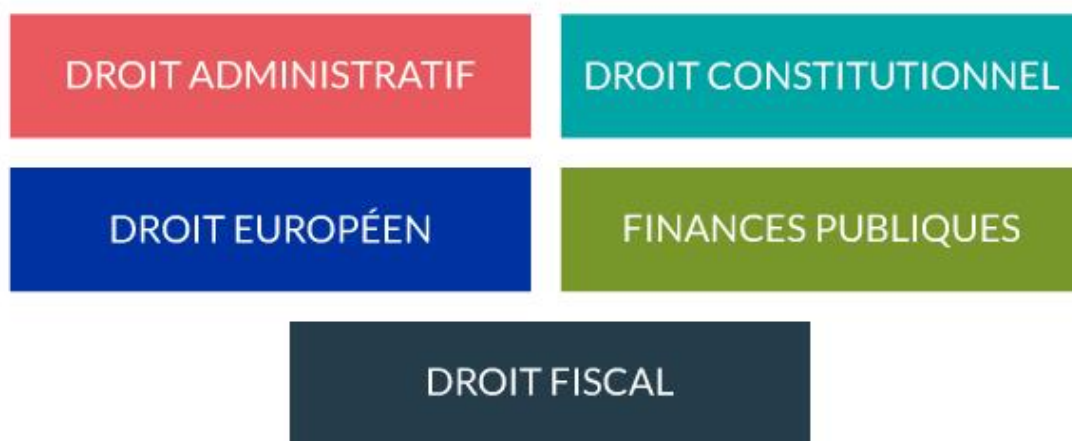 DROIT ADMINISTRATIF
DROIT CONSTITUTIONNEL
DROIT EUROPÉEN
FINANCES PUBLIQUES
DROIT FISCAL